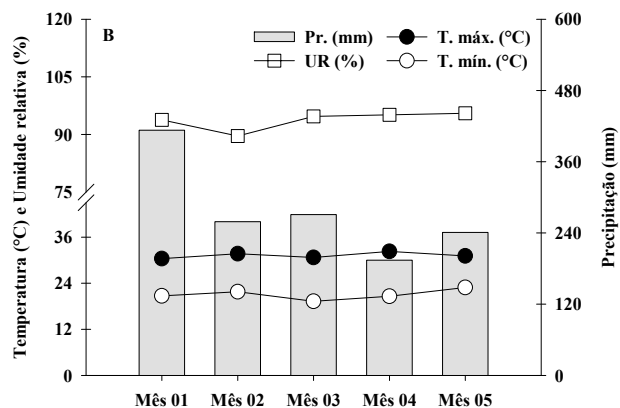 B
Pr. (mm)
T. máx. (°C)
UR (%)
T. mín. (°C)
Temperatura (°C) e Umidade relativa (%)
120
105
90
75
36
24
12
0
Precipitação (mm)
600
480
360
240
120
0
Mês 01
Mês 02
Mês 03
Mês 04
Mês 05